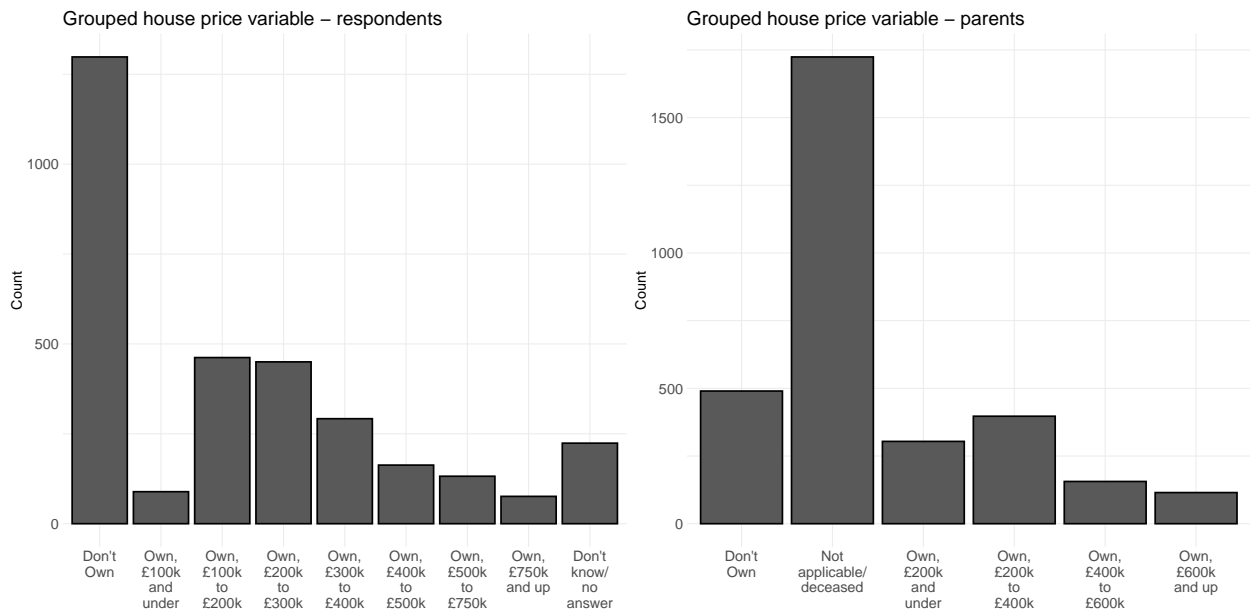 Grouped house price variable – respondents
Count
1000
500
0
Don't
Own
Own,
£100k
and
under
Own,
£100k
to
£200k
Own,
£200k
to
£300k
Own,
£300k
to
£400k
Own,
£400k
to
£500k
Own,
£500k
to
£750k
Own,
£750k
and up
Don't
know/
no
answer
Grouped house price variable – parents
Count
1500
1000
500
0
Don't
Own
Not
applicable/
deceased
Own,
£200k
and
under
Own,
£200k
to
£400k
Own,
£400k
to
£600k
Own,
£600k
and up